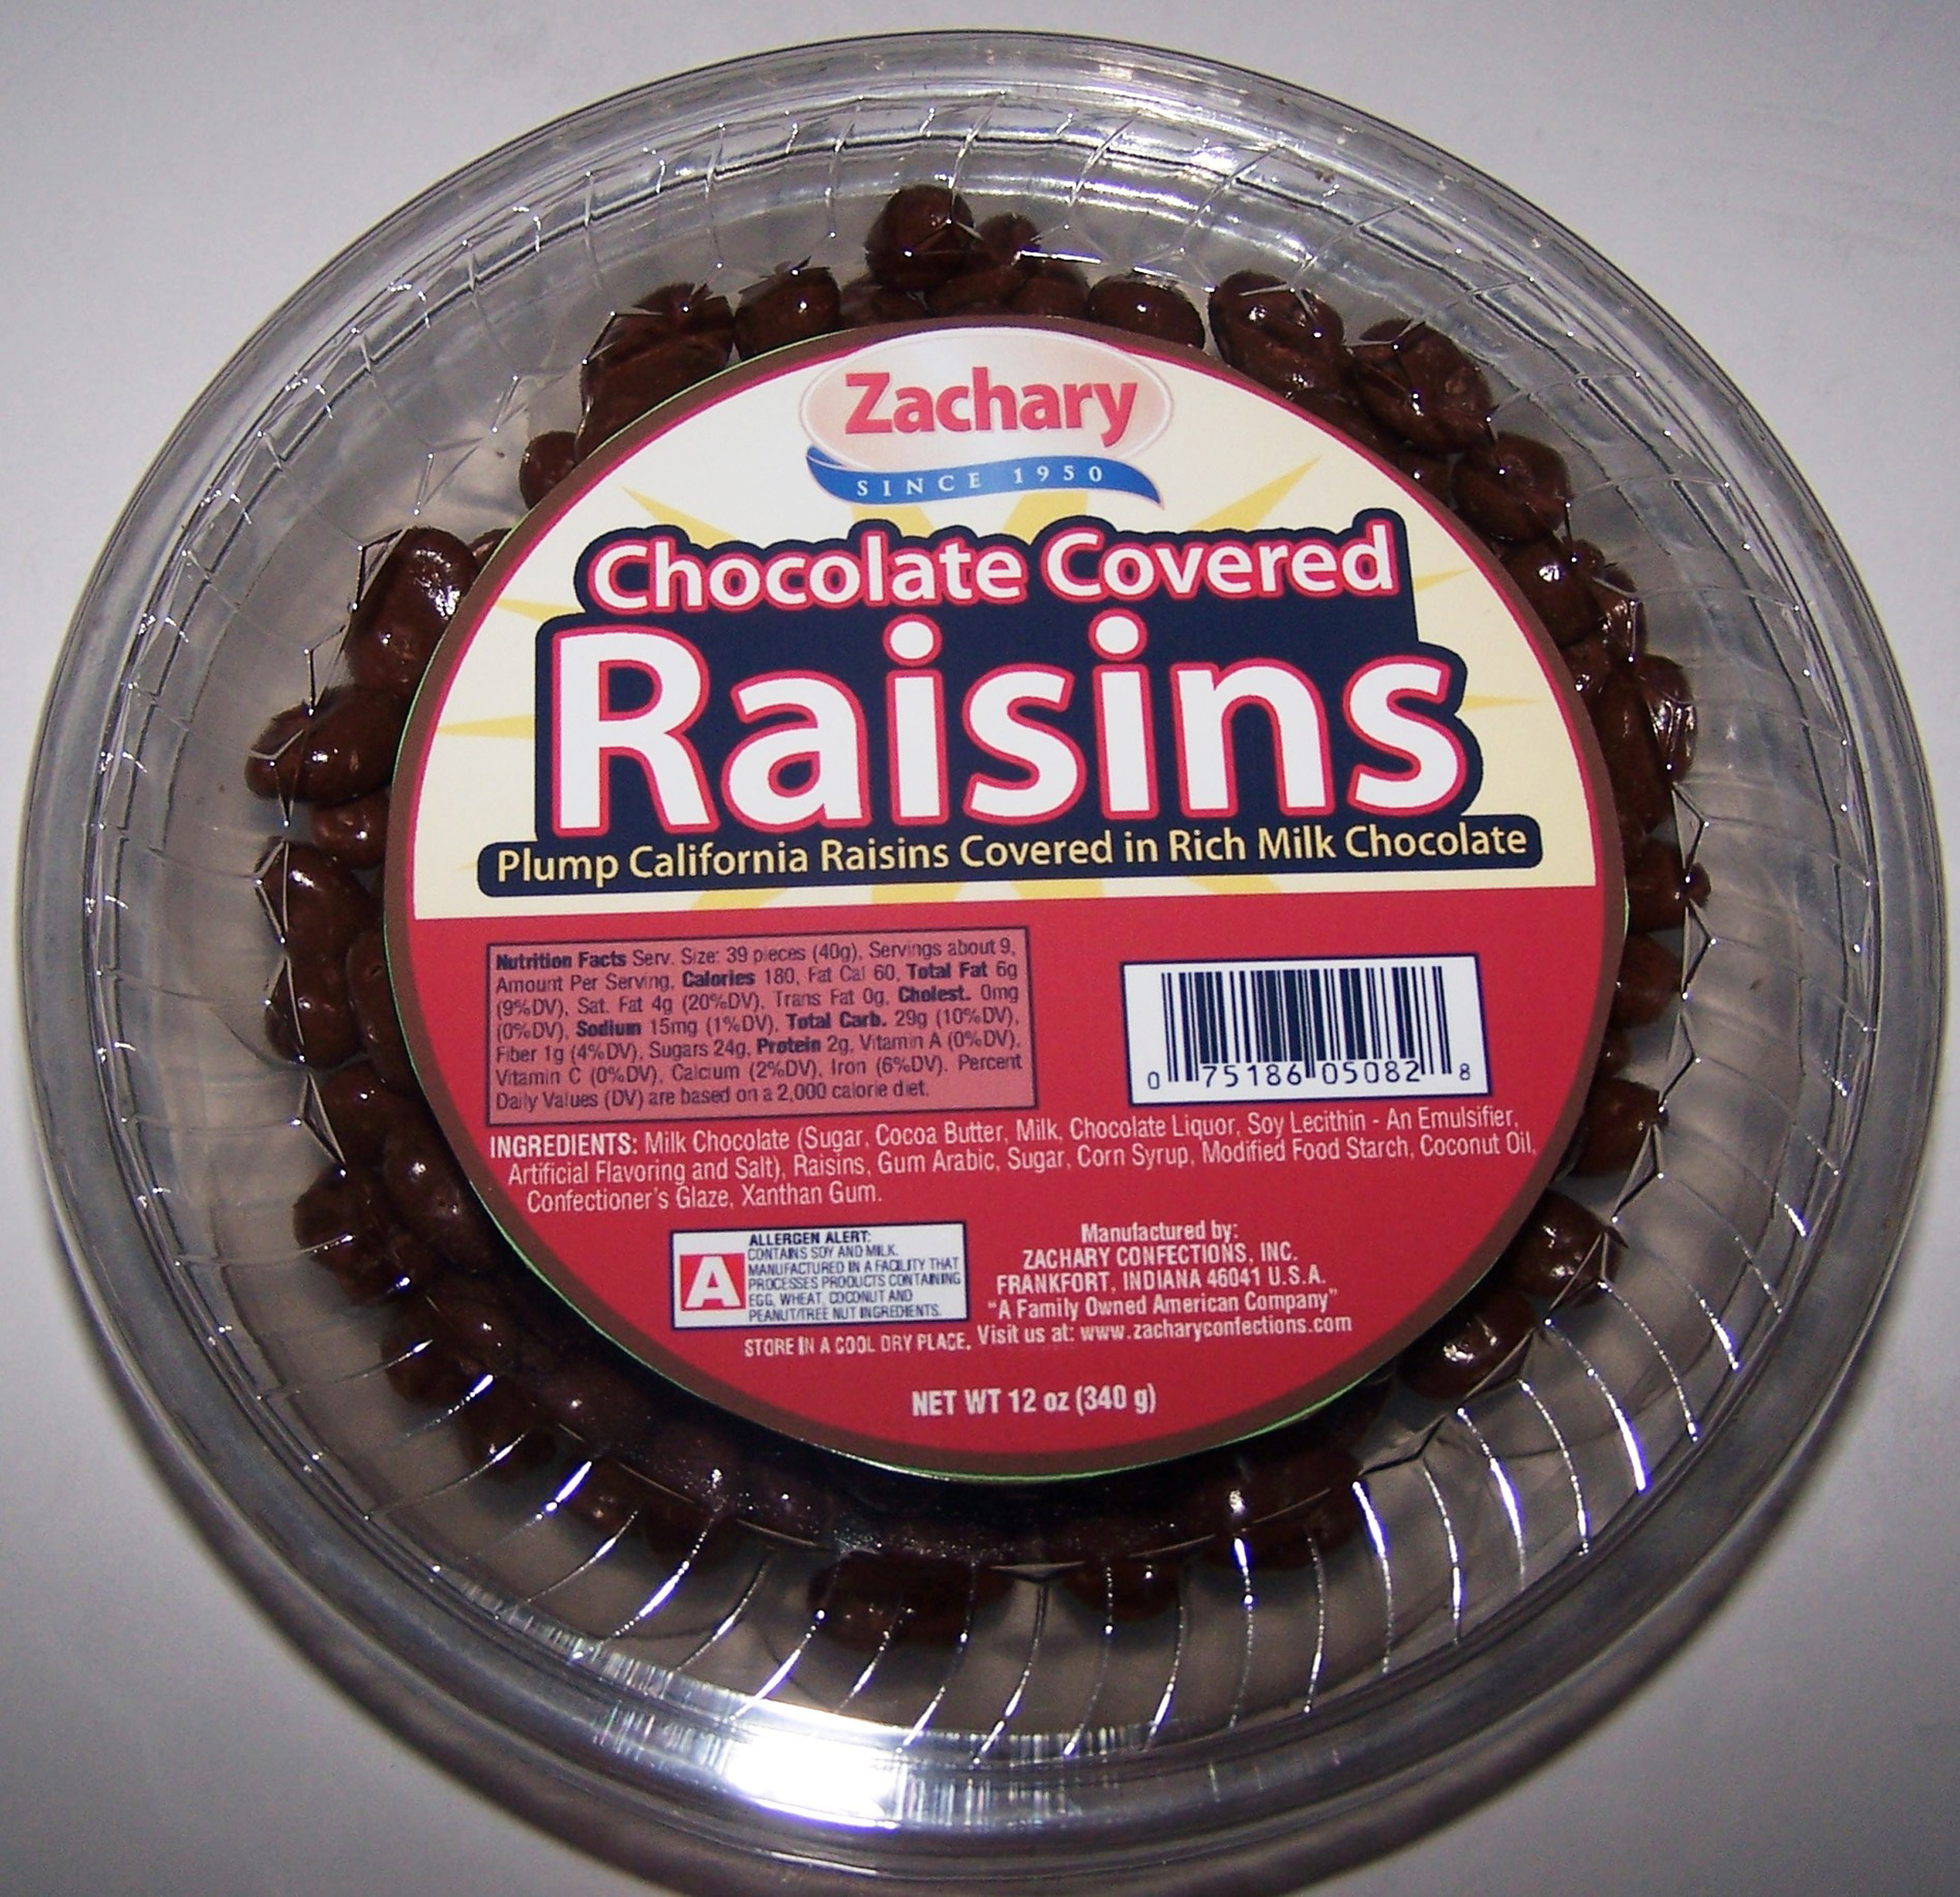 Zachary
SINCE 1950
Chocolate Covered
Raisins
Plump California Raisins Covered in Rich Milk Chocolate
Nutrition Facts Serv. Size: 39 pieces (40g), Servings about 9,
Amount Per Serving, Calories 180, Fat Cal 60, Total Fat 6g
(9%DV), Sat. Fat 4g (20%DV), Trans Fat 0g, Cholest. 0mg
(0%DV), Sodium 15mg (1%DV), Total Carb. 29g (10%DV),
Fiber 1g (4%DV), Sugars 24g, Protein 2g, Vitamin A (0%DV),
Vitamin C (0%DV), Calcium (2%DV), Iron (6%DV). Percent
Daily Values (DV) are based on a 2,000 calorie diet.
0 75186 05082 8
INGREDIENTS: Milk Chocolate (Sugar, Cocoa Butter, Milk, Chocolate Liquor, Soy Lecithin - An Emulsifier,
Artificial Flavoring and Salt), Raisins, Gum Arabic, Sugar, Corn Syrup, Modified Food Starch, Coconut Oil,
Confectioner's Glaze, Xanthan Gum.
A
ALLERGEN ALERT:
CONTAINS SOY AND MILK.
MANUFACTURED IN A FACILITY THAT
PROCESSES PRODUCTS CONTAINING
EGG, WHEAT, COCONUT AND
PEANUT/TREE NUT INGREDIENTS.
STORE IN A COOL DRY PLACE.
Manufactured by:
ZACHARY CONFECTIONS, INC.
FRANKFORT, INDIANA 46041 U.S.A.
"A Family Owned American Company"
Visit us at: www.zacharyconfections.com
NET WT 12 oz (340 g)